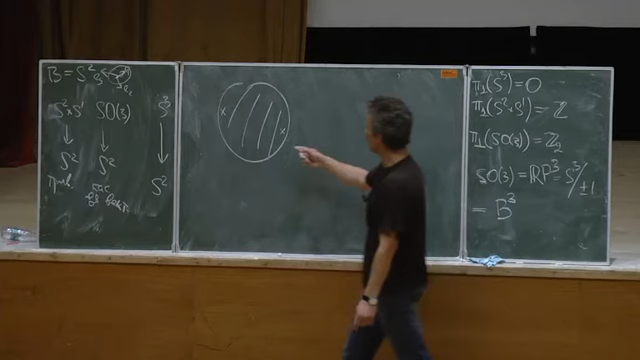 B = S²
S²×S¹ SO(3) S³
↓ ↓ ↓
S² S² S²
x x
π₁(S³) = 0
π₁(S²×S¹) = ℤ
π₁(SO(3)) = ℤ₂
SO(3) = ℝP³ = S³/±1
= B³